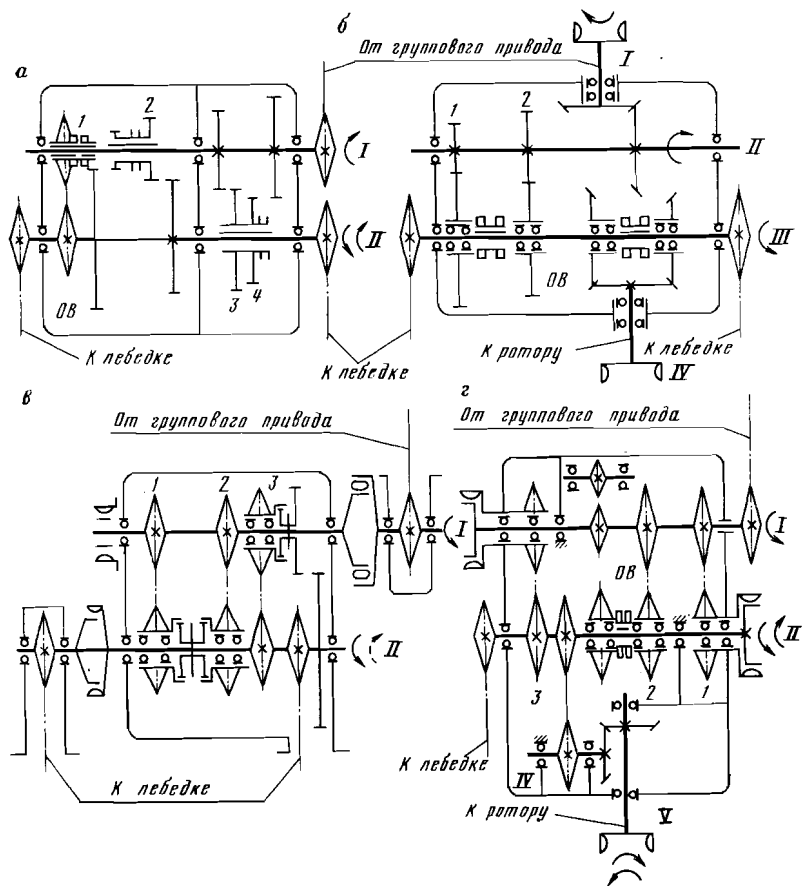 а
б
От группового привода
I
1
2
1
2
I
II
II
III
3
4
ОВ
ОВ
К лебедке
К лебедке
К ротору
К лебедке
IV
в
г
От группового привода
От группового привода
1
2
3
I
I
ОВ
II
II
3
2
1
К лебедке
IV
К лебедке
К ротору
V